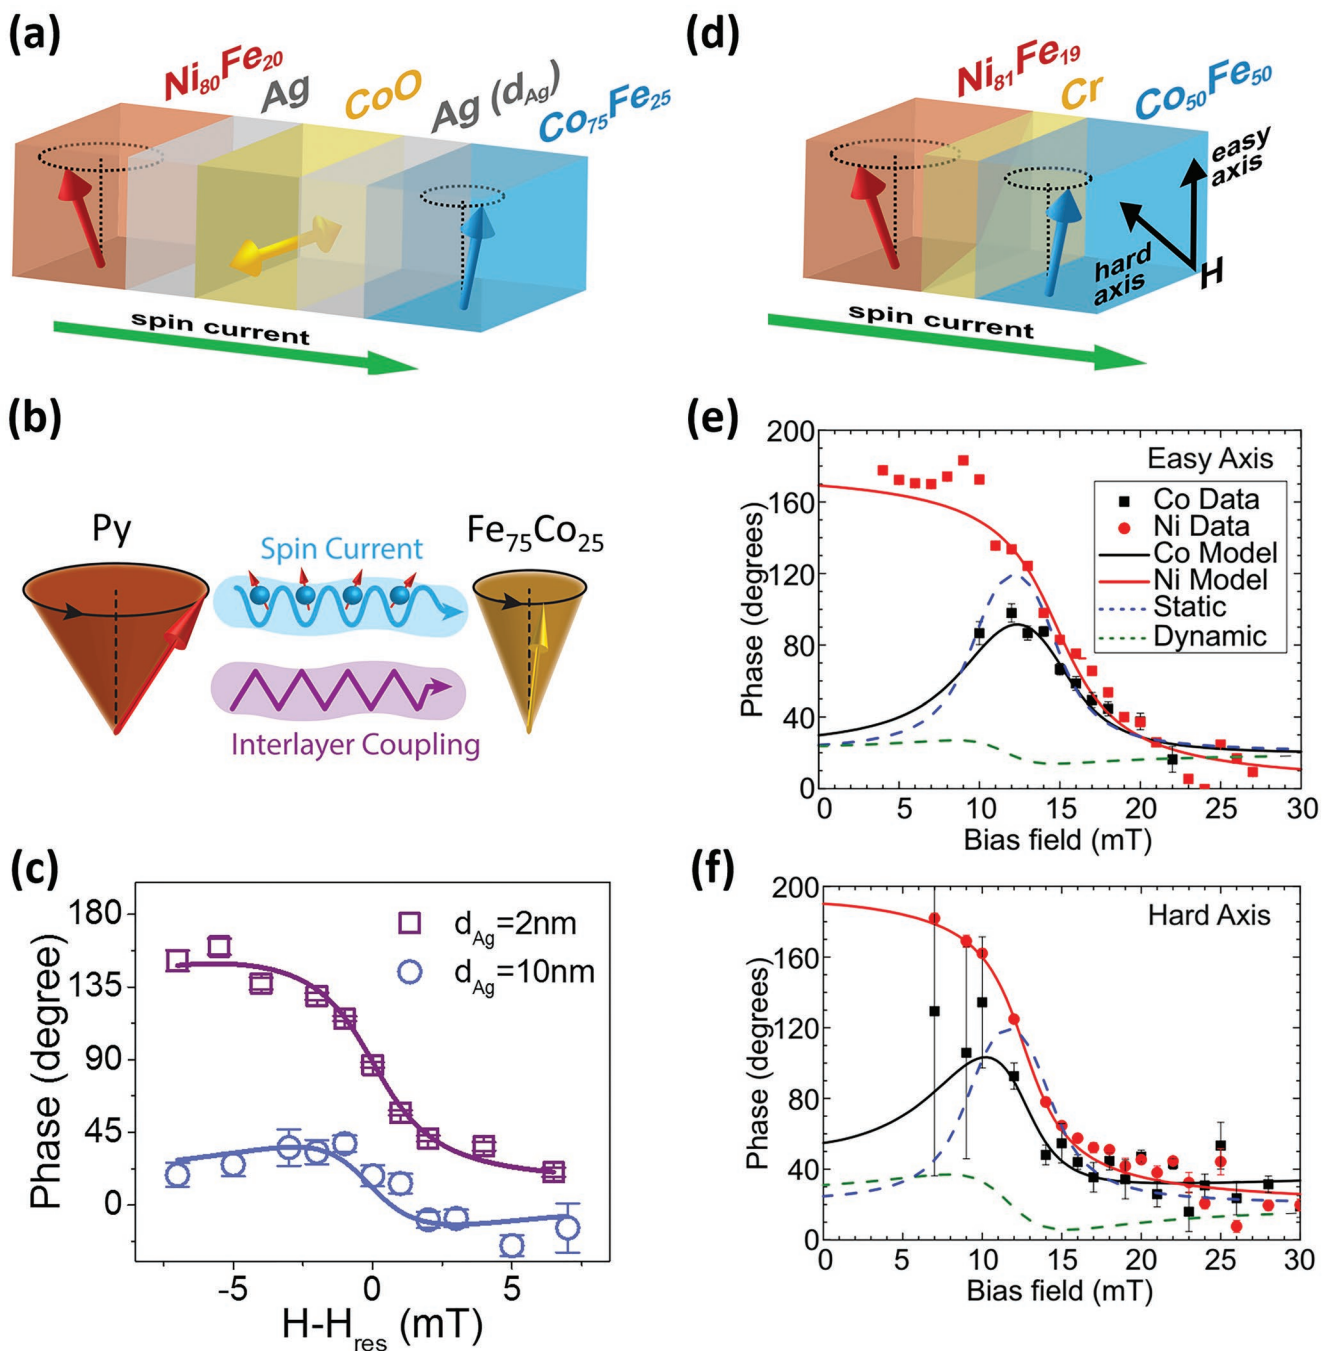 (a)
Ni80Fe20
Ag
CoO
Ag (dAg)
Co75Fe25
spin current
(b)
Py
Spin Current
Fe75Co25
Interlayer Coupling
(c)
180
135
90
45
0
Phase (degree)
dAg=2nm
dAg=10nm
-5
0
5
H-Hres (mT)
(d)
Ni81Fe19
Cr
Co50Fe50
easy axis
hard axis
H
spin current
(e)
200
160
120
80
40
0
Phase (degrees)
Easy Axis
Co Data
Ni Data
Co Model
Ni Model
Static
Dynamic
0
5
10
15
20
25
30
Bias field (mT)
(f)
200
160
120
80
40
0
Phase (degrees)
Hard Axis
0
5
10
15
20
25
30
Bias field (mT)